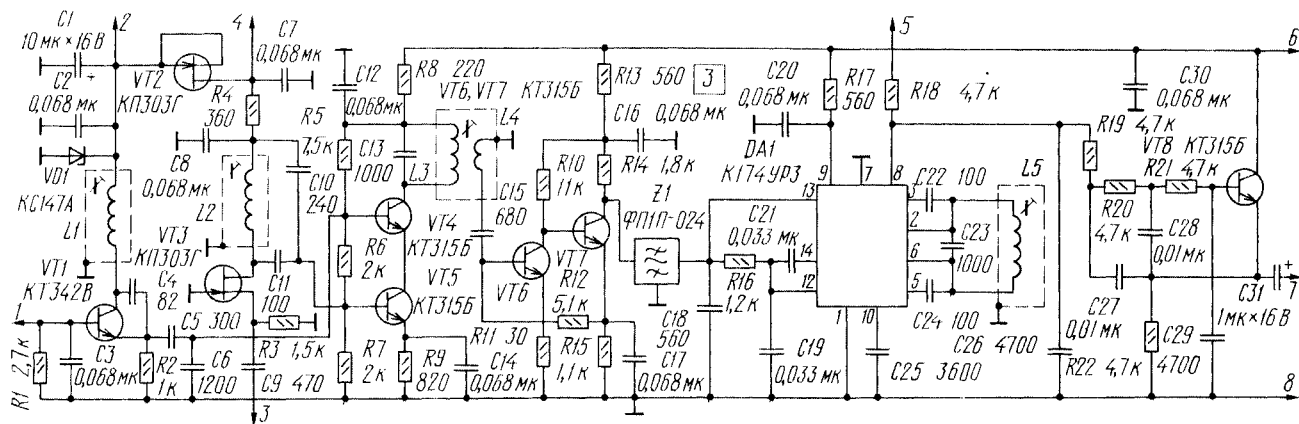 C1
10 мк×16 В
2
4
C7
0,068 мк
5
6
C2
0,068 мк
VT2
КП303Г
R4
360
C12
0,068 мк
R8
220
VT6, VT7 КТ315Б
L4
R13 560
3
C16
0,068 мк
C20
0,068 мк
R17
560
R18 4,7 к
C30
0,068 мк
R5
7,5 к
C13
1000
C10
240
VD1
КС147А
C8
0,068 мк
L1
L2
L3
C15
680
R10
11 к
R14 1,8 к
Z1
ФП1П-024
DA1
К174УР3
9
7
8
13
14
12
3
2
6
5
1
10
C22 100
C23
1000
C24 100
L5
R19
4,7 к
VT8 КТ315Б
R21 4,7 к
R20
4,7 к
C28
0,01 мк
VT3
КП303Г
VT4
КТ315Б
VT5
КТ315Б
R6
2 к
VT6
VT7
R12
5,1 к
C21
0,033 мк
R16
1,2 к
VT1
КТ342В
C4
82
C11
100
C5 300
1
C3
0,068 мк
R1 2,7 к
R2
1 к
C6
1200
R3 1,5 к
C9 470
3
R7
2 к
R9
820
R11 30
C14
0,068 мк
R15
1,1 к
C18
560
C17
0,068 мк
C19
0,033 мк
C25 3600
C26 4700
R22 4,7 к
C27
0,01 мк
C29
4700
C31
1 мк×16 В
+
7
8